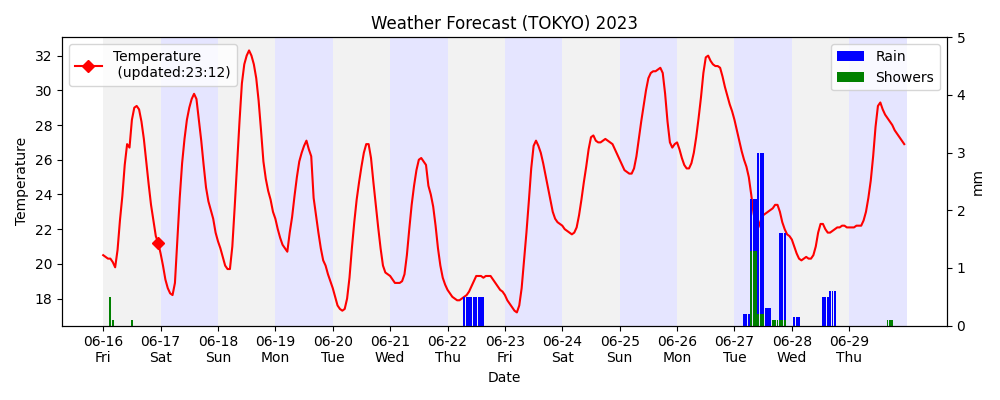 Weather Forecast (TOKYO) 2023
Temperature
(updated:23:12)
Rain
Showers
Temperature
32
30
28
26
24
22
20
18
5
4
3
2
1
0
mm
06-16 06-17 06-18 06-19 06-20 06-21 06-22 06-23 06-24 06-25 06-26 06-27 06-28 06-29
Fri Sat Sun Mon Tue Wed Thu Fri Sat Sun Mon Tue Wed Thu
Date